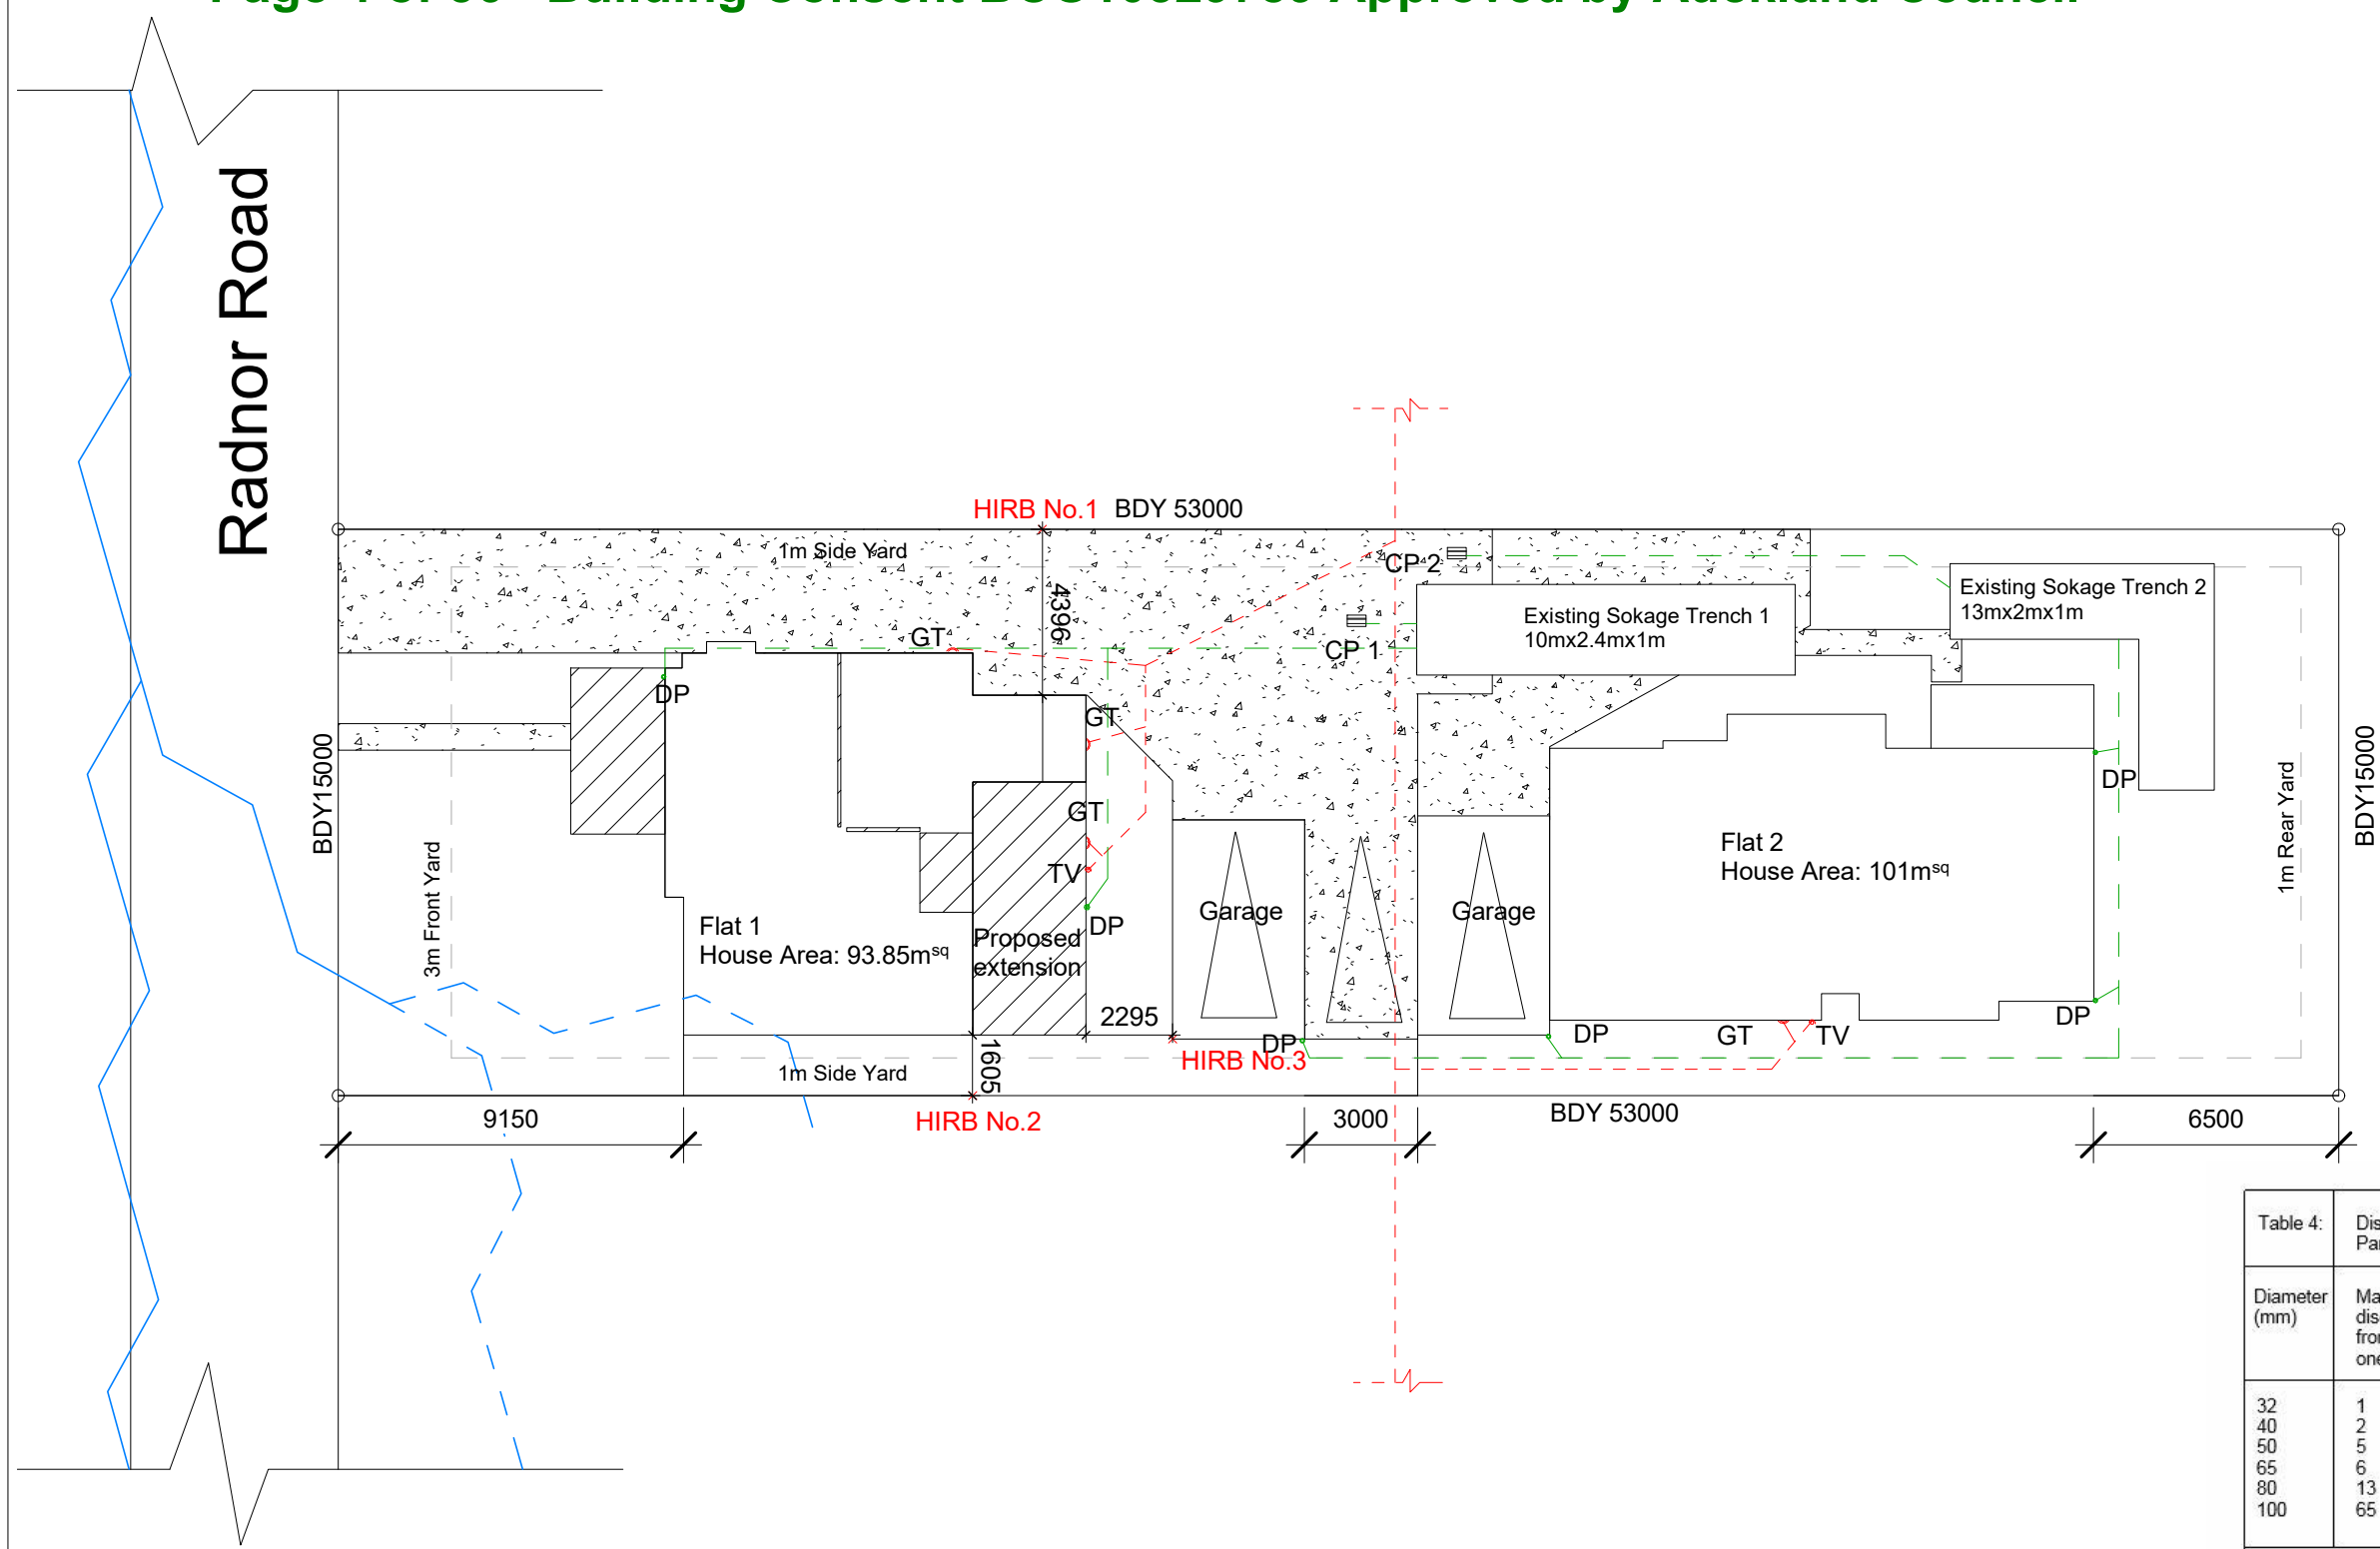 Radnor Road
HIRB No.1 BDY 53000
1m Side Yard
CP 2
4396
GT
CP 1
Existing Sokage Trench 1
10mx2.4mx1m
Existing Sokage Trench 2
13mx2mx1m
DP
GT
BDY15000
3m Front Yard
GT
TV
DP
Flat 1
House Area: 93.85msq
Proposed
extension
Garage
Garage
Flat 2
House Area: 101msq
DP
1m Rear Yard
BDY15000
2295
DP
HIRB No.3
DP
GT
TV
DP
1m Side Yard
1605
9150
HIRB No.2
3000
BDY 53000
6500
Table 4:
Diameter
(mm)
32 1
40 2
50 5
65 6
80 13
100 65